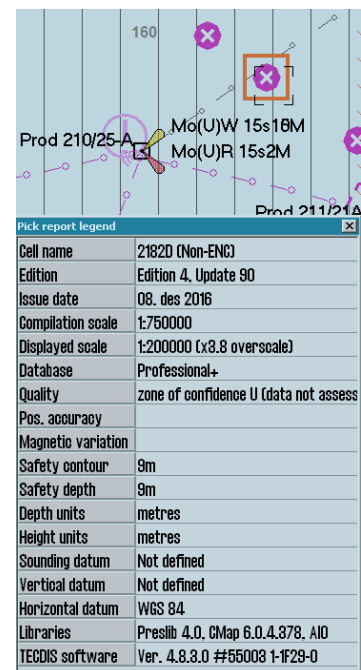 160
Mo(U)W 15s16M
Prod 210/25-A
Mo(U)R 15s2M
Prod 211/21A
Pick report legend
Cell name 2182D (Non-ENC)
Edition Edition 4, Update 90
Issue date 08. des 2016
Compilation scale 1:750000
Displayed scale 1:200000 (x3.8 overscale)
Database Professional+
Quality zone of confidence U (data not assess
Pos. accuracy
Magnetic variation
Safety contour 9m
Safety depth 9m
Depth units metres
Height units metres
Sounding datum Not defined
Vertical datum Not defined
Horizontal datum WGS 84
Libraries Preslib 4.0, CMap 6.0.4.378, AIO
TECDIS software Ver. 4.8.3.0 #55003 1-1F29-0